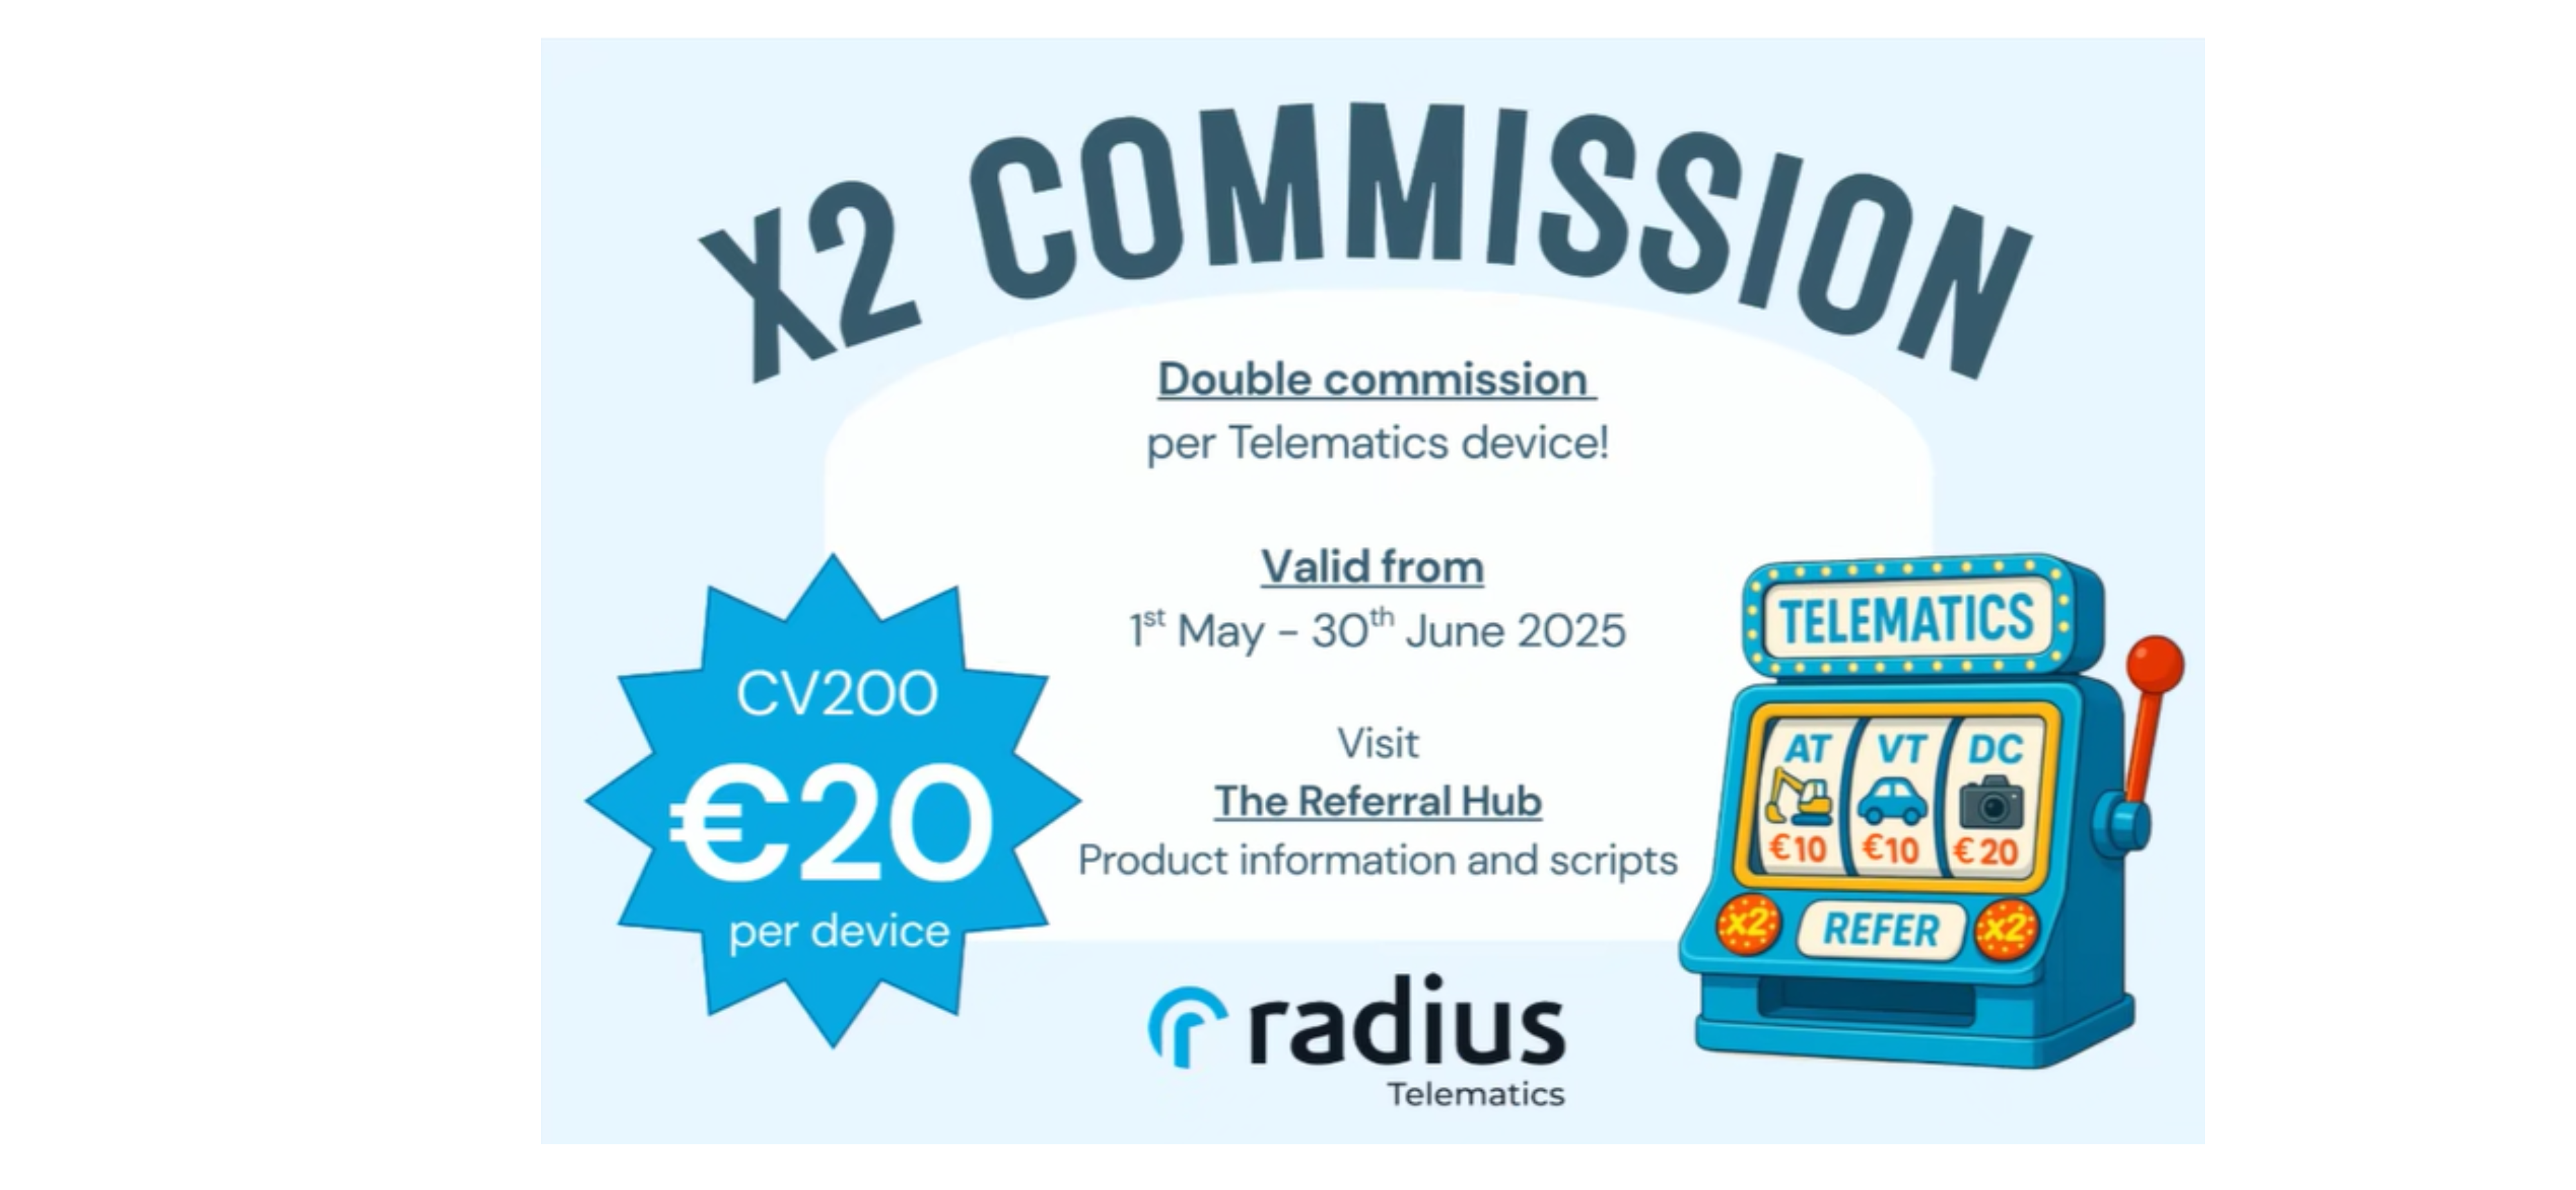 X2 COMMISSION
Double commission
per Telematics device!
Valid from
1st May - 30th June 2025
Visit
The Referral Hub
Product information and scripts
CV200
€20
per device
TELEMATICS
AT VT DC
€10 €10 €20
x2 REFER x2
radius
Telematics